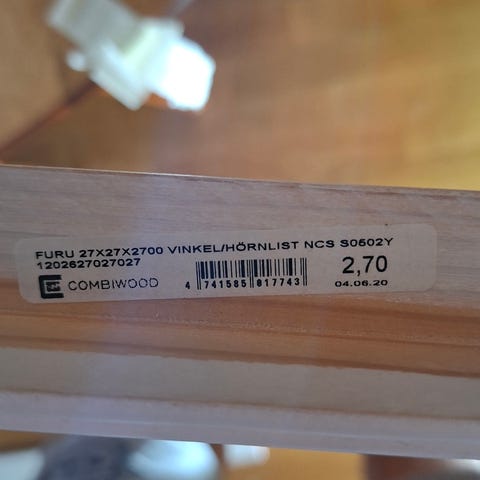 FURU 27X27X2700 VINKEL/HÖRNLIST NCS S0502Y
1202627027027
COMBIWOOD
4 741585 817743
2,70
04.06.20